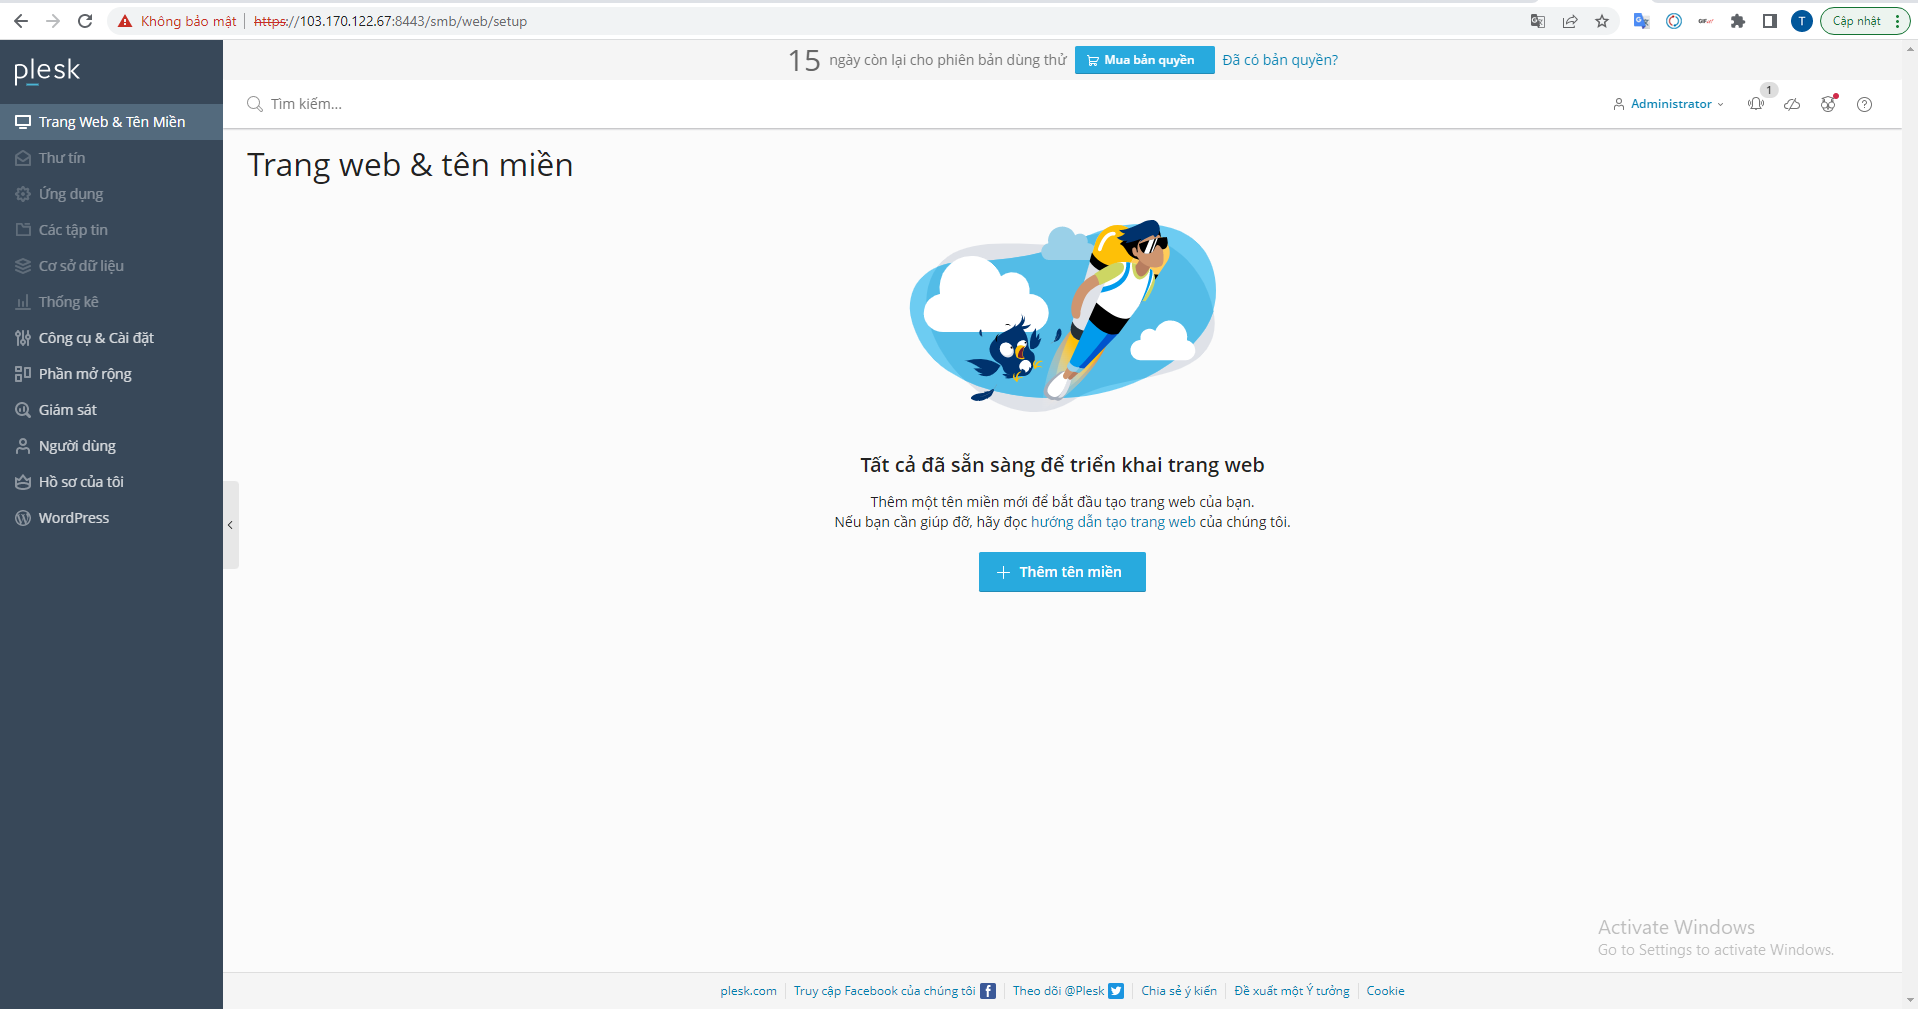 Không bảo mật https://103.170.122.67:8443/smb/web/setup
Cập nhật
plesk
15 ngày còn lại cho phiên bản dùng thử Mua bản quyền Đã có bản quyền?
Tìm kiếm...
Administrator
1
Trang Web & Tên Miền
Thư tín
Ứng dụng
Các tập tin
Cơ sở dữ liệu
Thống kê
Công cụ & Cài đặt
Phần mở rộng
Giám sát
Người dùng
Hồ sơ của tôi
WordPress
Trang web & tên miền
Tất cả đã sẵn sàng để triển khai trang web
Thêm một tên miền mới để bắt đầu tạo trang web của bạn.
Nếu bạn cần giúp đỡ, hãy đọc hướng dẫn tạo trang web của chúng tôi.
Thêm tên miền
Activate Windows
Go to Settings to activate Windows.
plesk.com Truy cập Facebook của chúng tôi Theo dõi @Plesk Chia sẻ ý kiến Đề xuất một Ý tưởng Cookie